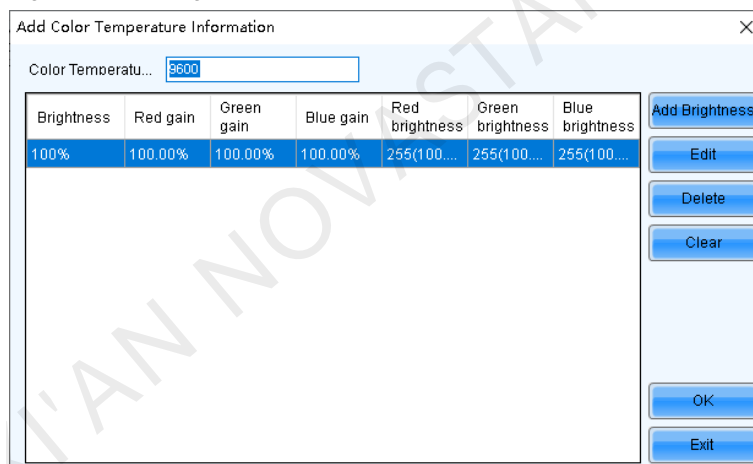 Add Color Temperature Information
Color Temperatu... 9600
Brightness Red gain Green gain Blue gain Red brightness Green brightness Blue brightness
100% 100.00% 100.00% 100.00% 255(100.... 255(100.... 255(100....
Add Brightness
Edit
Delete
Clear
OK
Exit
I'AN NOVASTAR